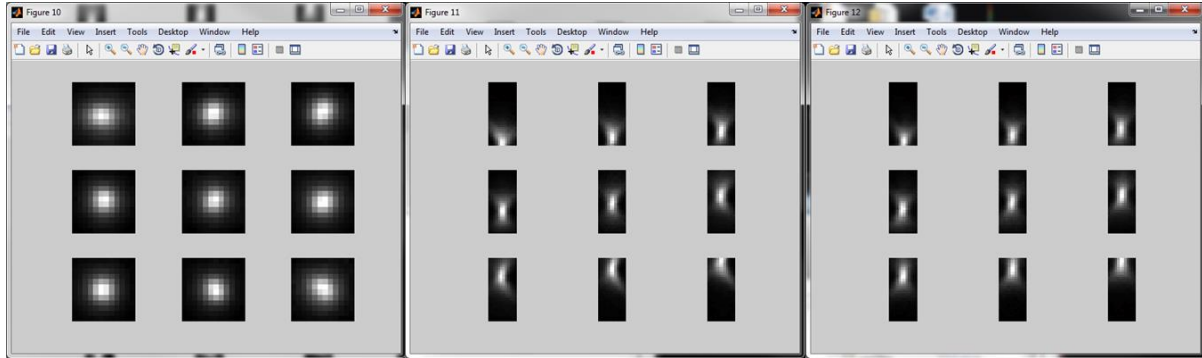 Figure 10
File Edit View Insert Tools Desktop Window Help
Figure 11
File Edit View Insert Tools Desktop Window Help
Figure 12
File Edit View Insert Tools Desktop Window Help